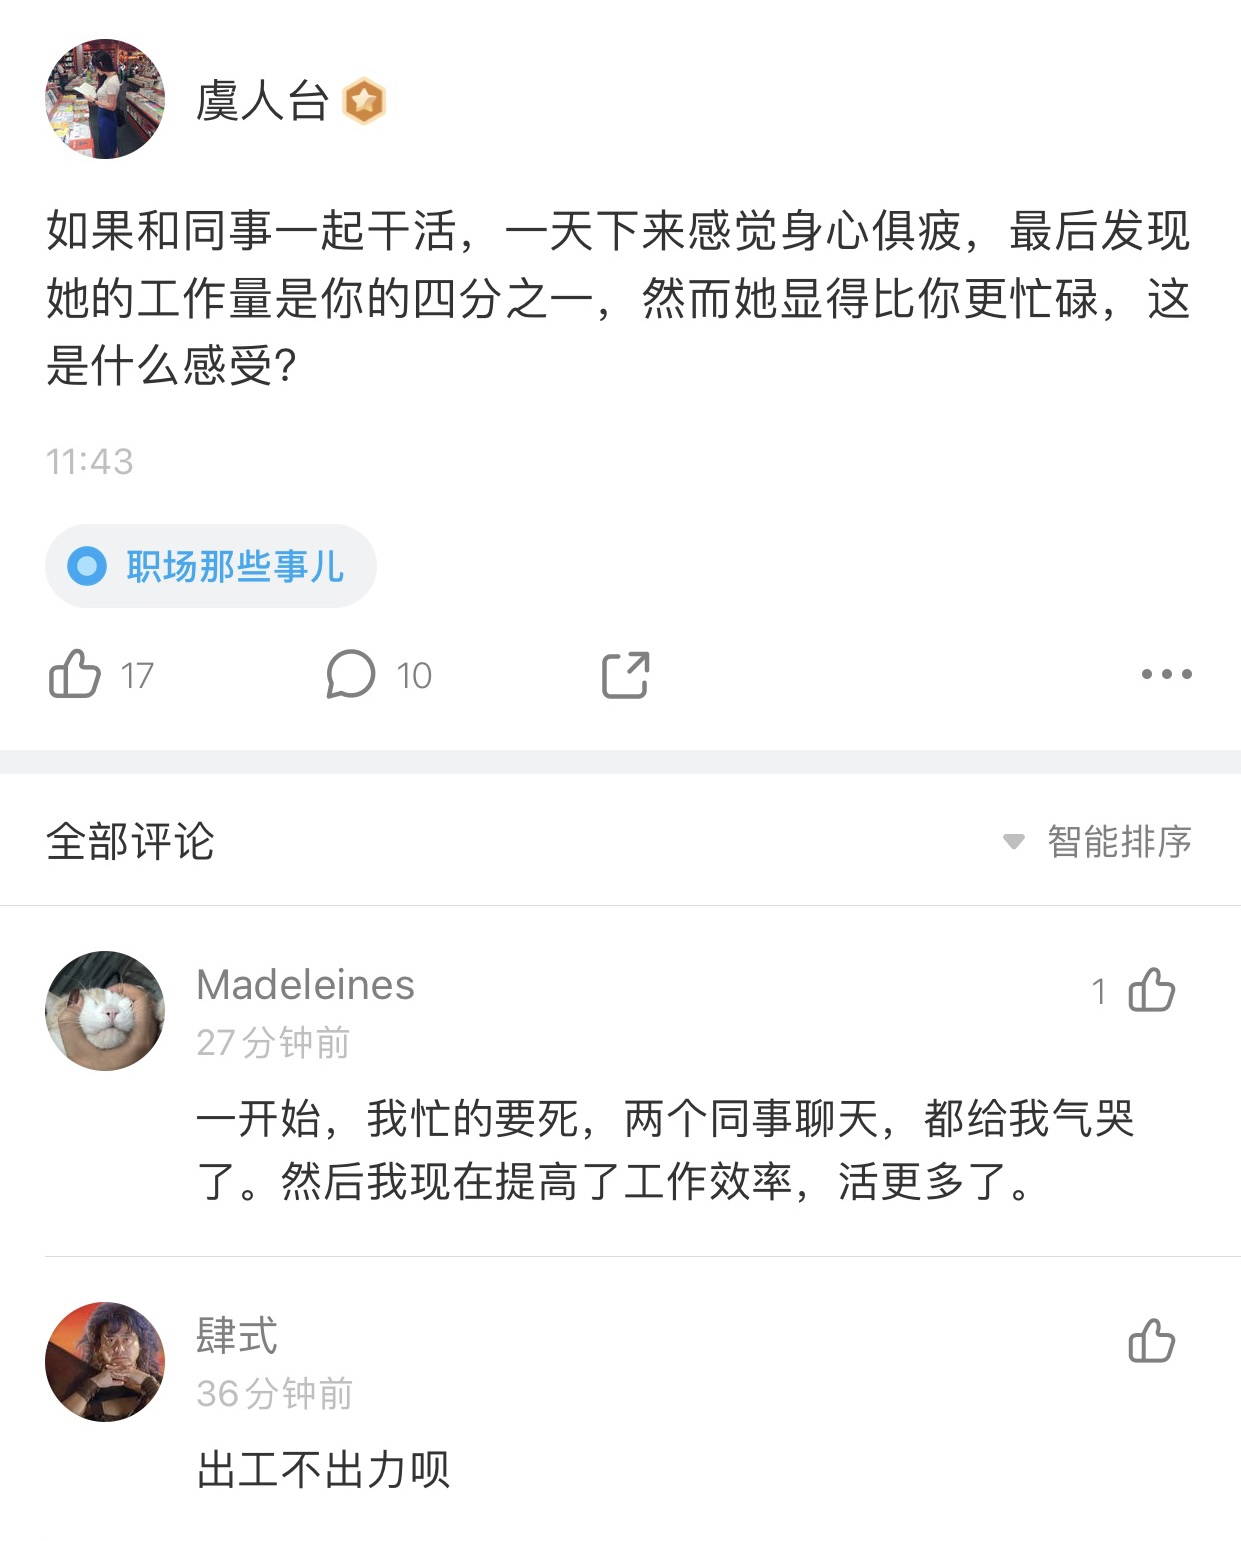 虞人台
如果和同事一起干活，一天下来感觉身心俱疲，最后发现
她的工作量是你的四分之一，然而她显得比你更忙碌，这
是什么感受?
11:43
职场那些事儿
17
10
全部评论
智能排序
Madeleines
1
27分钟前
一开始，我忙的要死，两个同事聊天，都给我气哭
了。然后我现在提高了工作效率，活更多了。
肆式
36分钟前
出工不出力呗